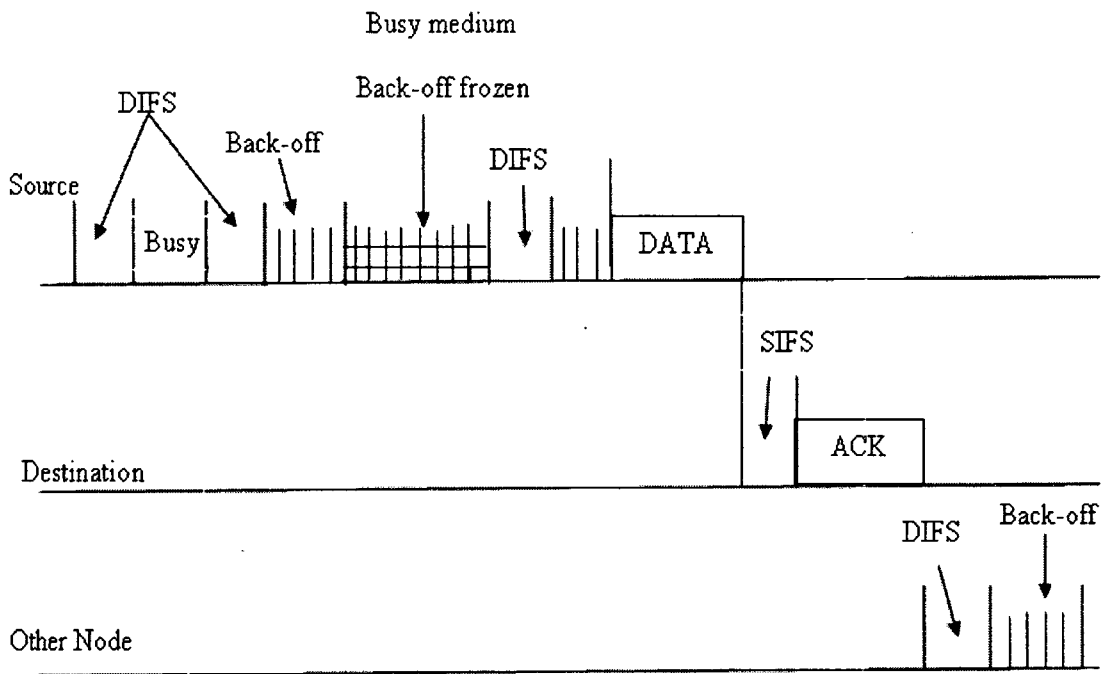 Busy medium
Back-off frozen
DIFS
Back-off
DIFS
Source
Busy
DATA
SIFS
ACK
Destination
Back-off
DIFS
Other Node